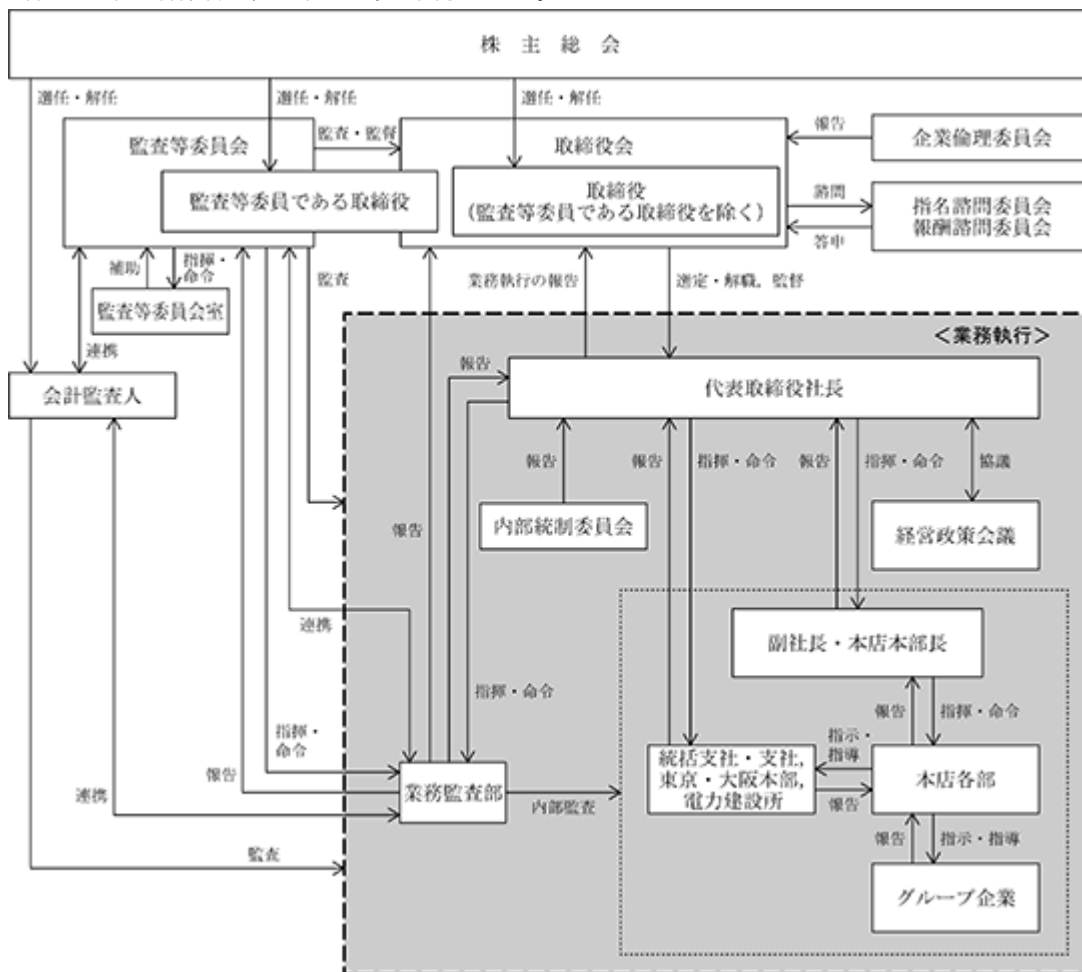 株主総会
選任・解任
選任・解任
選任・解任
監査等委員会
監査・監督
取締役会
報告
企業倫理委員会
監査等委員である取締役
取締役
(監査等委員である取締役を除く)
諮問
答申
指名諮問委員会
報酬諮問委員会
補助
指揮・
命令
監査
業務執行の報告
選定・解職,監督
監査等委員会室
連携
<業務執行>
会計監査人
報告
代表取締役社長
報告
報告
指揮・命令
報告
指揮・命令
協議
内部統制委員会
経営政策会議
報告
連携
副社長・本店本部長
指揮・命令
報告
指揮・命令
指揮・
命令
指示・
指導
統括支社・支社,
東京・大阪本部,
電力建設所
本店各部
報告
連携
報告
業務監査部
内部監査
報告
指示・指導
監査
グループ企業